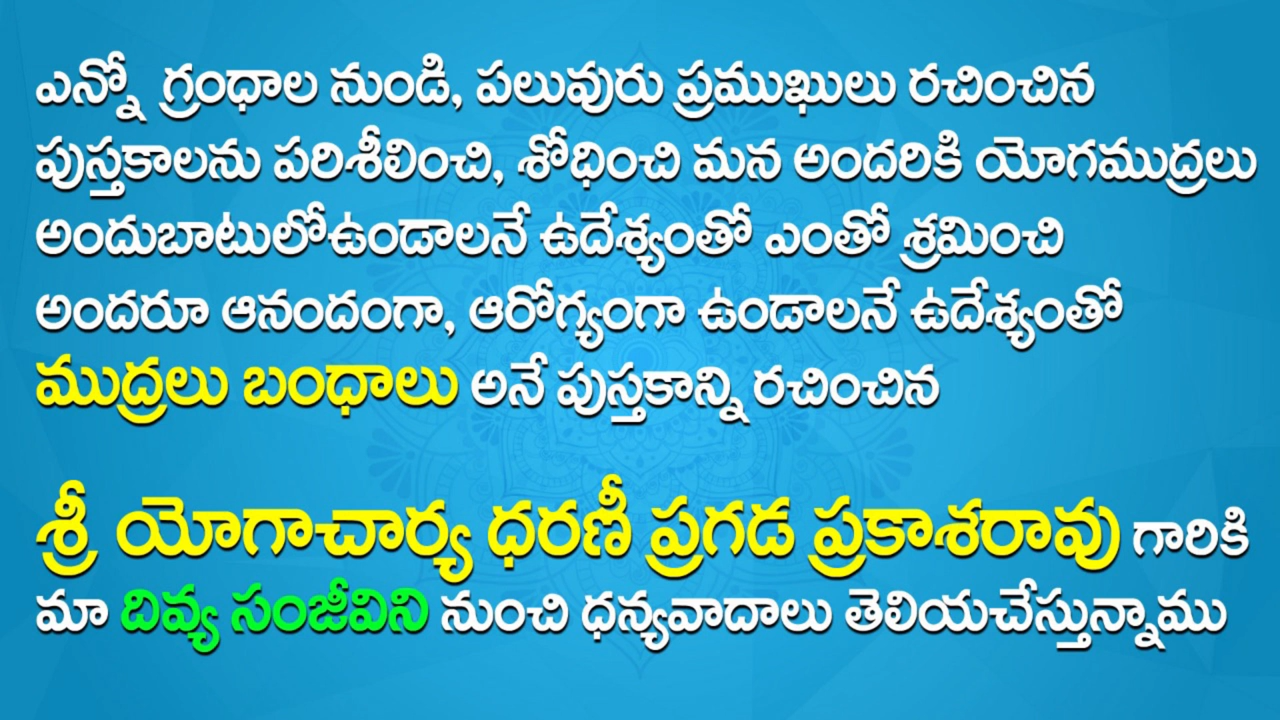 ఎన్నో గ్రంధాల నుండి, పలువురు ప్రముఖులు రచించిన
పుస్తకాలను పరిశీలించి, శోధించి మన అందరికి యోగముద్రలు
అందుబాటులోఉండాలనే ఉదేశ్యంతో ఎంతో శ్రమించి
అందరూ ఆనందంగా, ఆరోగ్యంగా ఉండాలనే ఉదేశ్యంతో
ముద్రలు బంధాలు అనే పుస్తకాన్ని రచించిన
శ్రీ యోగాచార్య ధరణీ ప్రగడ ప్రకాశరావు గారికి
మా దివ్య సంజీవిని నుంచి ధన్యవాదాలు తెలియచేస్తున్నాము